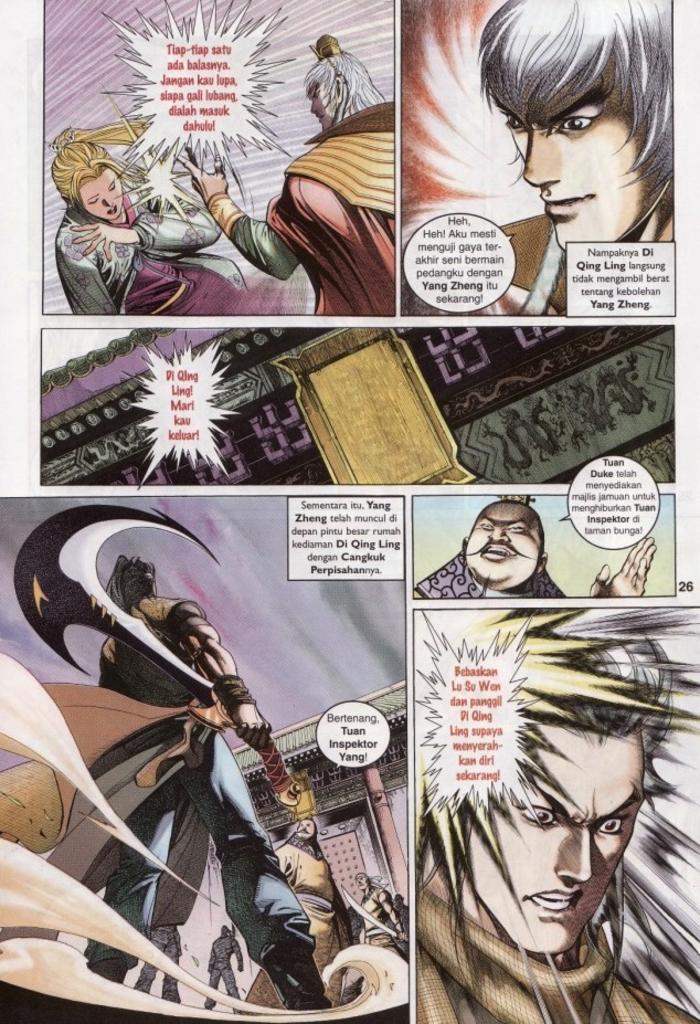 Tiap-tiap satu
ada balasnya.
Jangan kau lupa,
siapa gali lubang,
dialah masuk
dahulu!
Heh,
Heh! Aku mesti
menguji gaya ter-
akhir seni bermain
pedangku dengan
Yang Zheng itu
sekarang!
Nampaknya Di
Qing Ling langsung
tidak mengambil berat
tentang kebolehan
Yang Zheng.
Di QIng
Ling!
Mari
kau
keluar!
Sementara itu, Yang
Zheng telah muncul di
depan pintu besar rumah
kediaman Di Qing Ling
dengan Cangkuk
Perpisahannya.
Tuan
Duke telah
menyediakan
majlis jamuan untuk
menghiburkan Tuan
Inspektor di
taman bunga!
26
Bertenang,
Tuan
Inspektor
Yang!
Bebaskan
Lu Su Wen
dan panggil
Di QIng
Ling supaya
menyerah-
kan diri
sekarang!